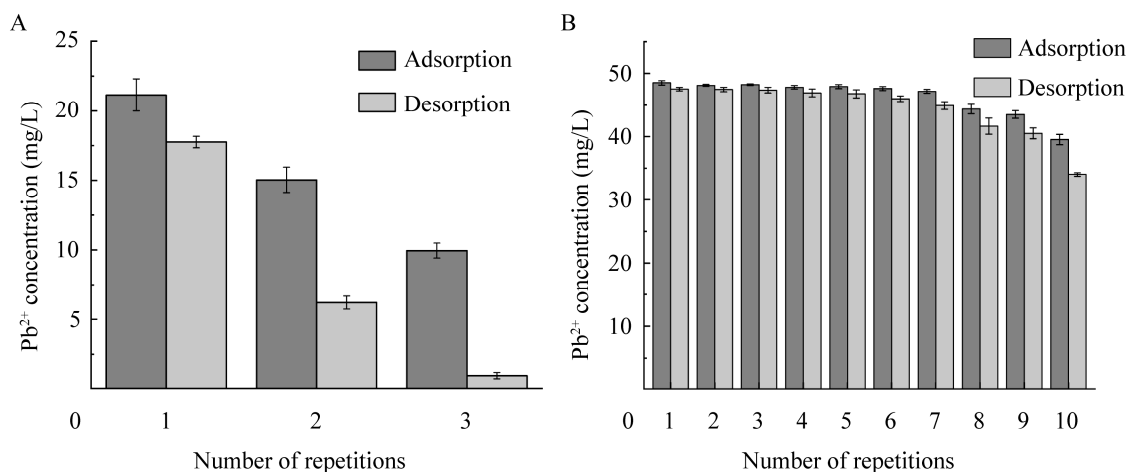 A
Pb²⁺ concentration (mg/L)
25
20
15
10
5
0
Adsorption
Desorption
1 2 3
Number of repetitions
B
Pb²⁺ concentration (mg/L)
50
40
30
20
10
0
Adsorption
Desorption
1 2 3 4 5 6 7 8 9 10
Number of repetitions